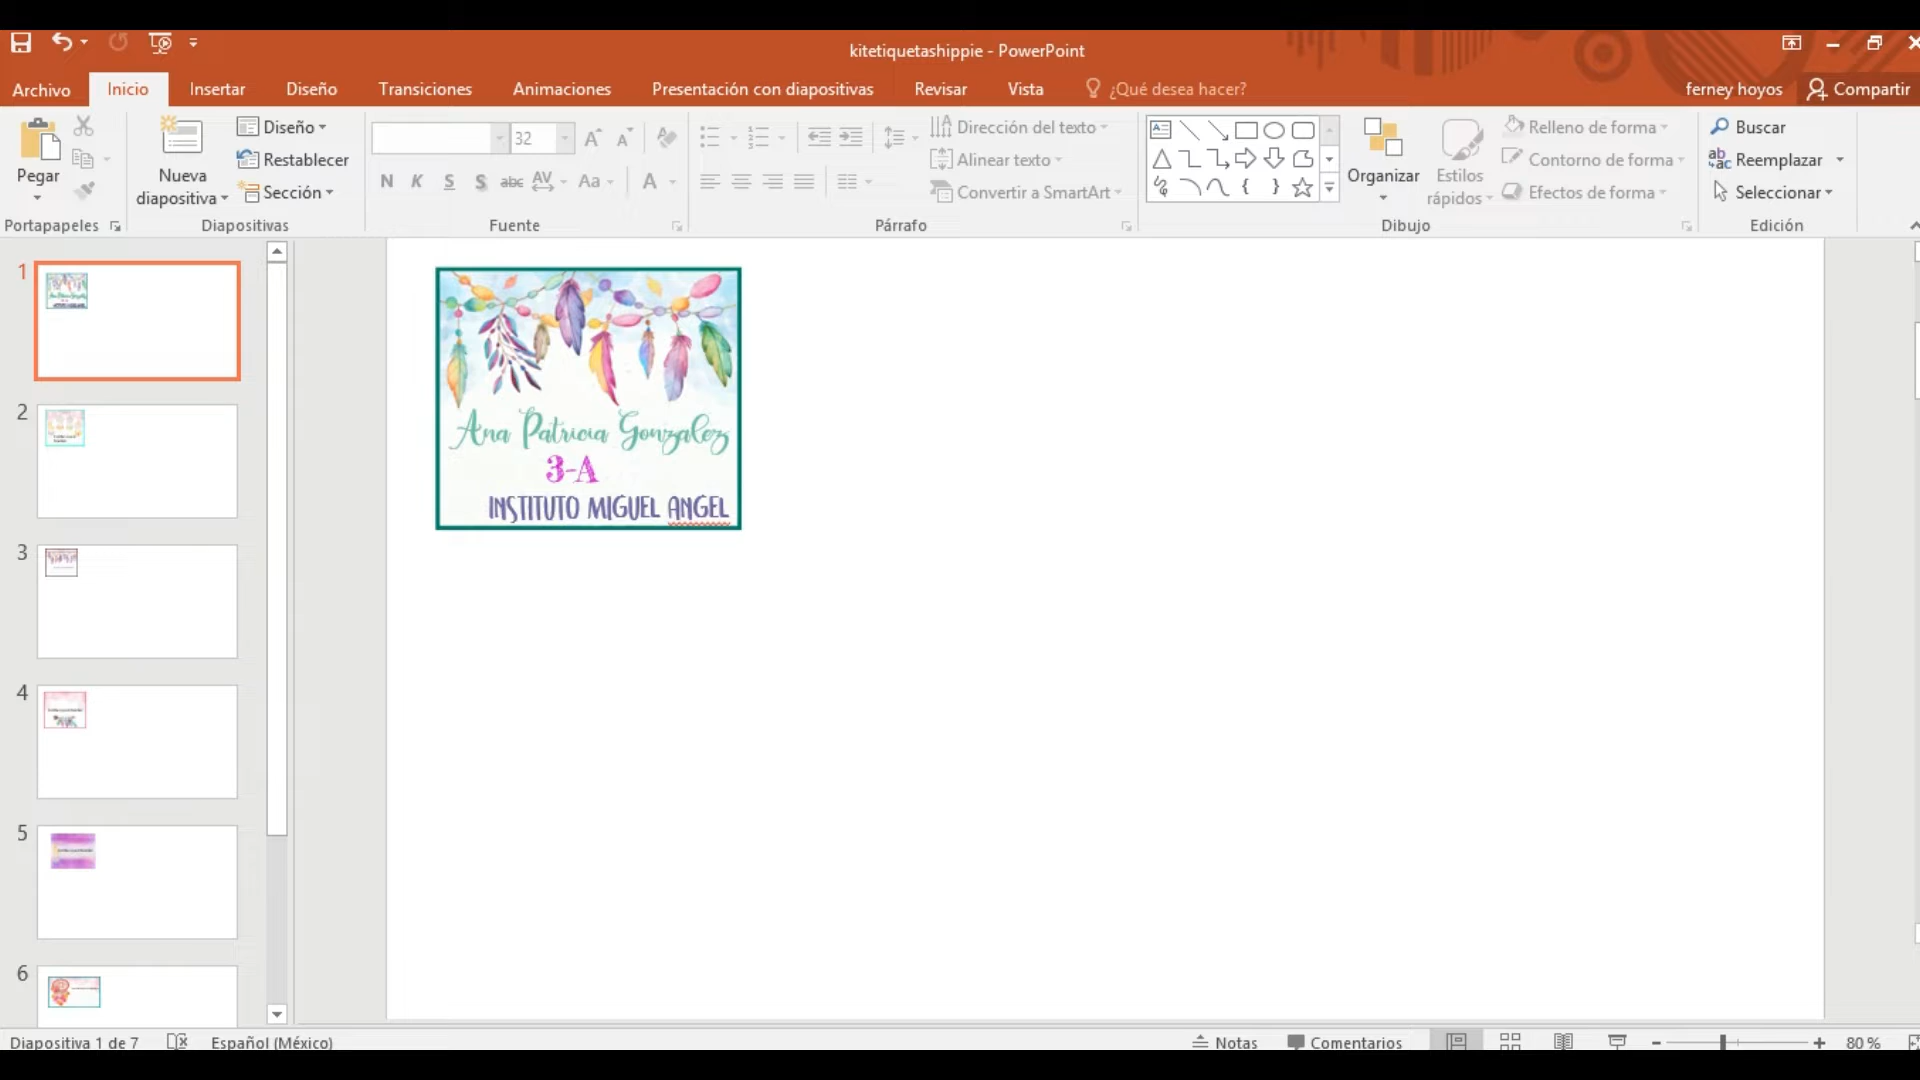 kitetiquetashippie - PowerPoint
Archivo Inicio Insertar Diseño Transiciones Animaciones Presentación con diapositivas Revisar Vista ¿Qué desea hacer? ferney hoyos Compartir
Pegar
Portapapeles
Nueva diapositiva
Diseño
Restablecer
Sección
Diapositivas
32
N K S S abc AV Aa A
Fuente
Dirección del texto
Alinear texto
Convertir a SmartArt
Párrafo
Organizar
Estilos rápidos
Relleno de forma
Contorno de forma
Efectos de forma
Dibujo
Buscar
Reemplazar
Seleccionar
Edición
1
2
3
4
5
6
Ana Patricia Gonzalez
3-A
INSTITUTO MIGUEL ANGEL
Diapositiva 1 de 7 Español (México) Notas Comentarios 80 %